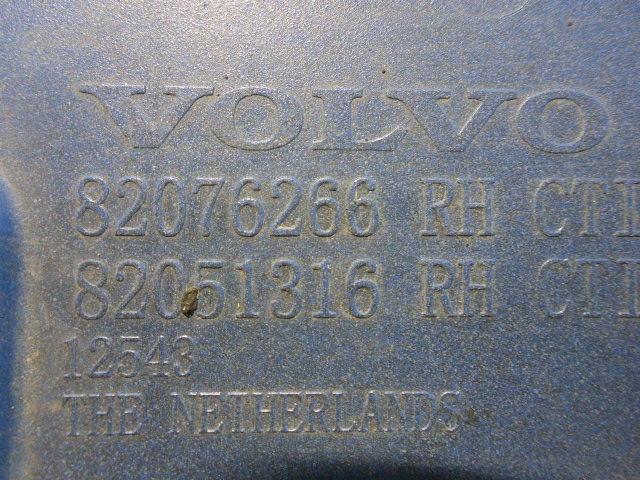 VOLVO
82076266 RH CTI
82051316 RH CTI
12543
THE NETHERLANDS